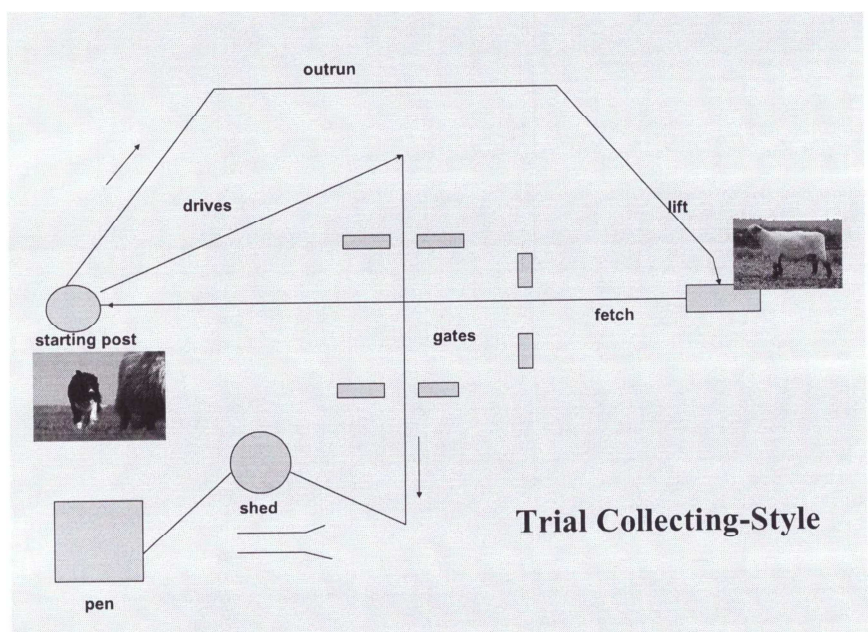 outrun
drives
lift
starting post
fetch
gates
shed
Trial Collecting-Style
pen